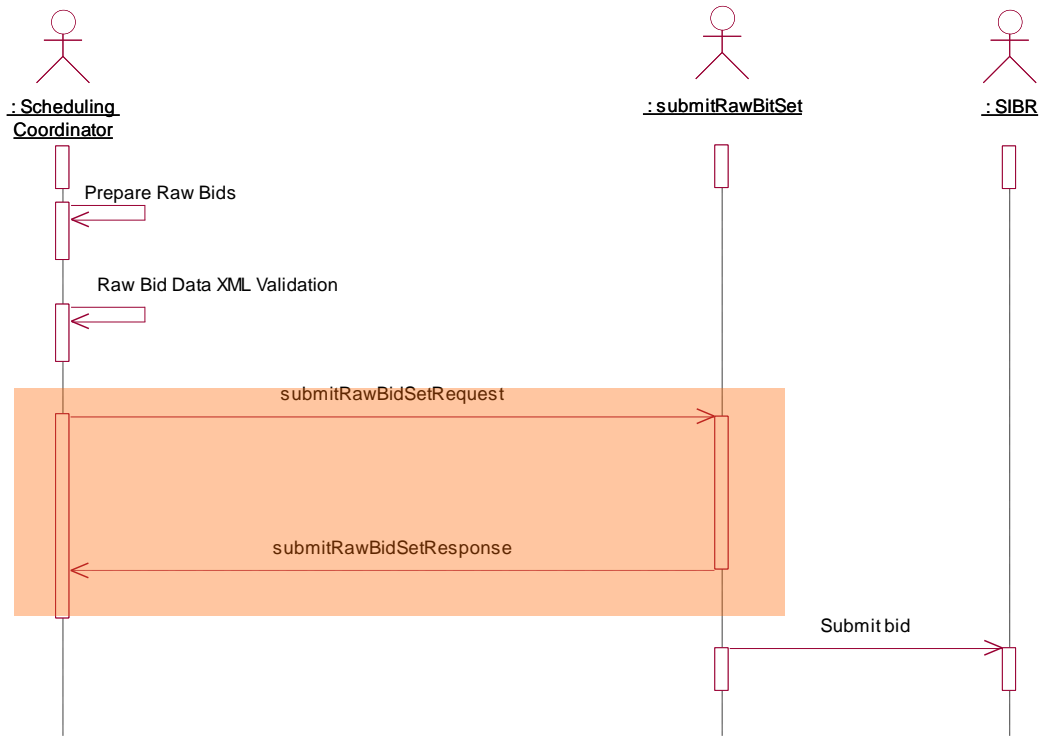 : Scheduling
Coordinator
: submitRawBitSet
: SIBR
Prepare Raw Bids
Raw Bid Data XML Validation
submitRawBidSetRequest
submitRawBidSetResponse
Submit bid